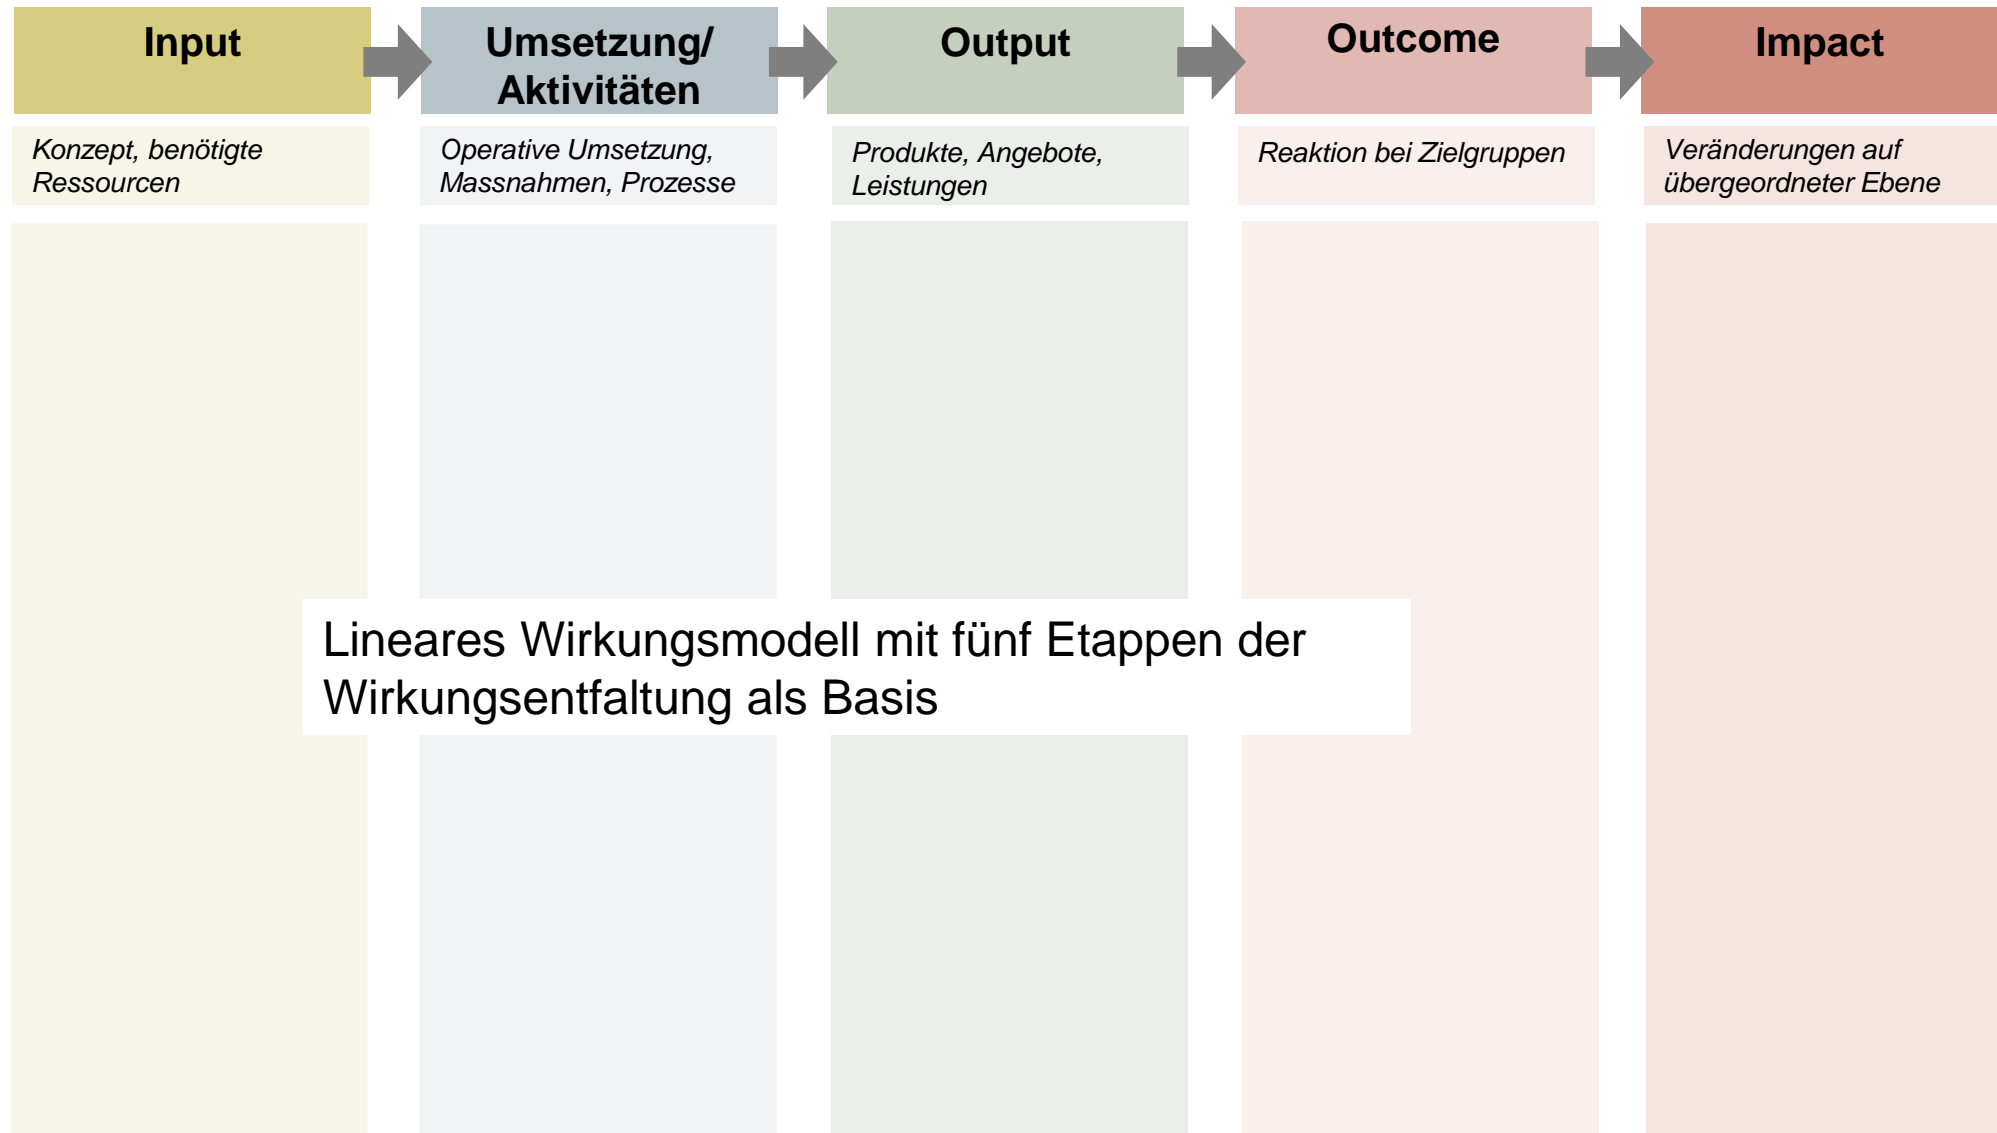 Input
Umsetzung/
Aktivitäten
Output
Outcome
Impact
Konzept, benötigte
Ressourcen
Operative Umsetzung,
Massnahmen, Prozesse
Produkte, Angebote,
Leistungen
Reaktion bei Zielgruppen
Veränderungen auf
übergeordneter Ebene
Lineares Wirkungsmodell mit fünf Etappen der
Wirkungsentfaltung als Basis